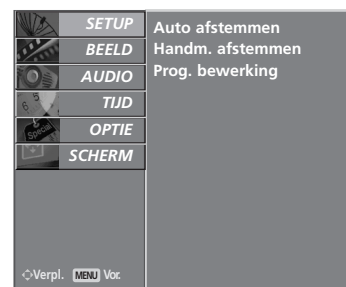 SETUP
BEELD
AUDIO
TIJD
OPTIE
SCHERM
Auto afstemmen
Handm. afstemmen
Prog. bewerking
Verpl. MENU Vor.